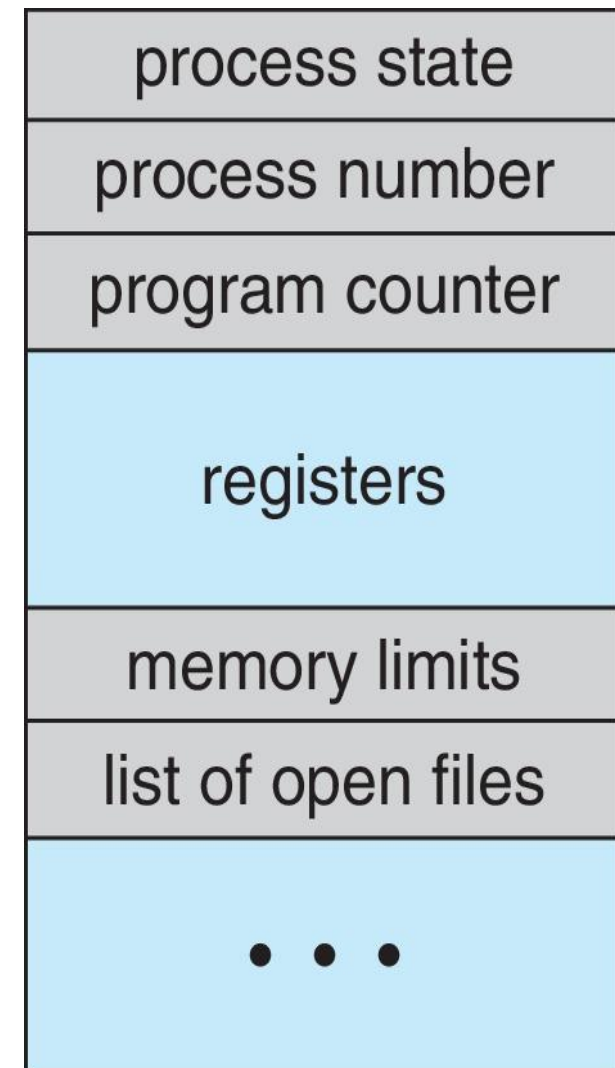 process state
process number
program counter
registers
memory limits
list of open files
• • •